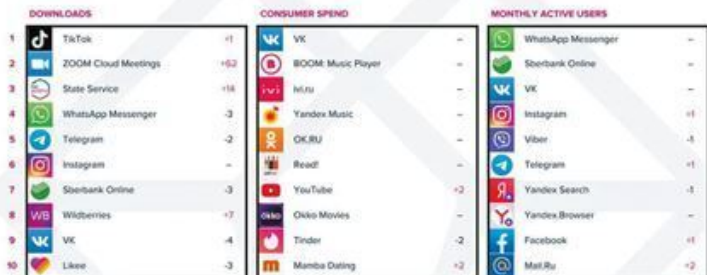 DOWNLOADS
1 TikTok +1
2 ZOOM Cloud Meetings +62
3 State Service +14
4 WhatsApp Messenger -3
5 Telegram -2
6 Instagram –
7 Sberbank Online -3
8 WB Wildberries +7
9 VK -4
10 Likee -3
CONSUMER SPEND
VK –
B BOOM: Music Player –
ivi ivi.ru –
Yandex Music –
OK.RU –
Read! –
YouTube +2
okko Okko Movies –
Tinder -2
m Mamba Dating +2
MONTHLY ACTIVE USERS
WhatsApp Messenger –
Sberbank Online –
VK –
Instagram +1
Viber -1
Telegram +1
Я Yandex Search -1
Y Yandex.Browser –
f Facebook +1
@ Mail.Ru +2